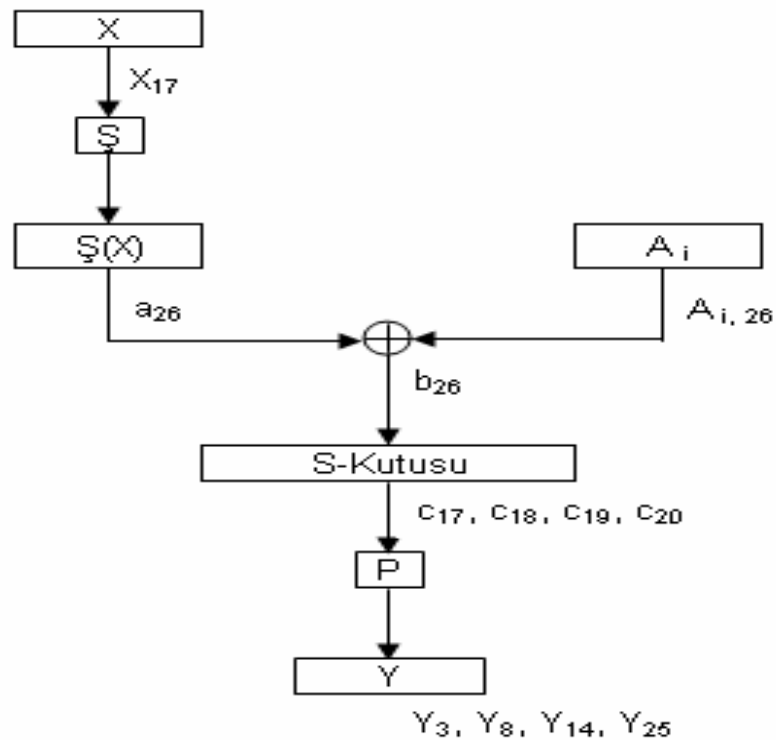 X
X₁₇
Ş
Ş(X)
A i
a₂₆
A i, 26
b₂₆
S-Kutusu
c₁₇, c₁₈, c₁₉, c₂₀
P
Y
Y₃, Y₈, Y₁₄, Y₂₅